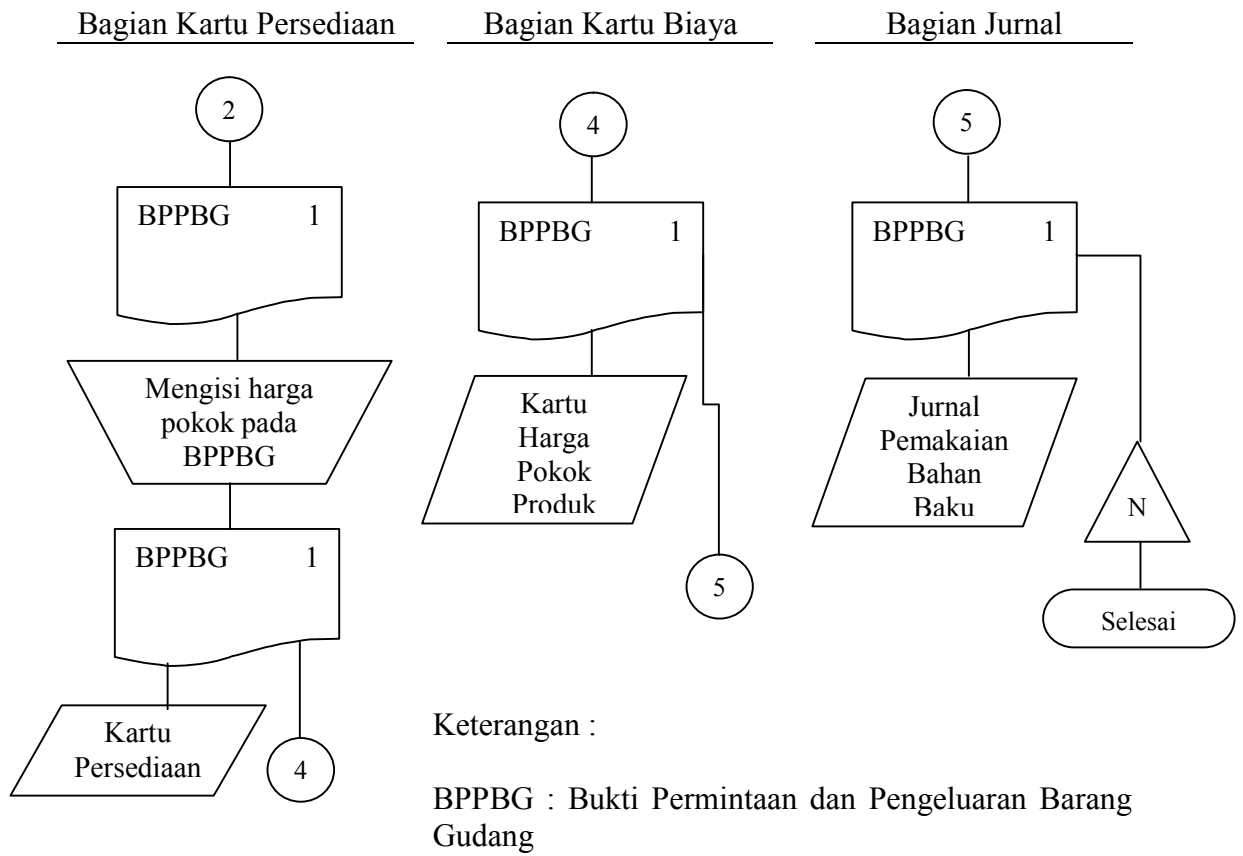 Bagian Kartu Persediaan
2
BPPBG 1
Mengisi harga
pokok pada
BPPBG
BPPBG 1
Kartu
Persediaan
4
Bagian Kartu Biaya
4
BPPBG 1
Kartu
Harga
Pokok
Produk
5
Bagian Jurnal
5
BPPBG 1
Jurnal
Pemakaian
Bahan
Baku
N
Selesai
Keterangan :
BPPBG : Bukti Permintaan dan Pengeluaran Barang
Gudang